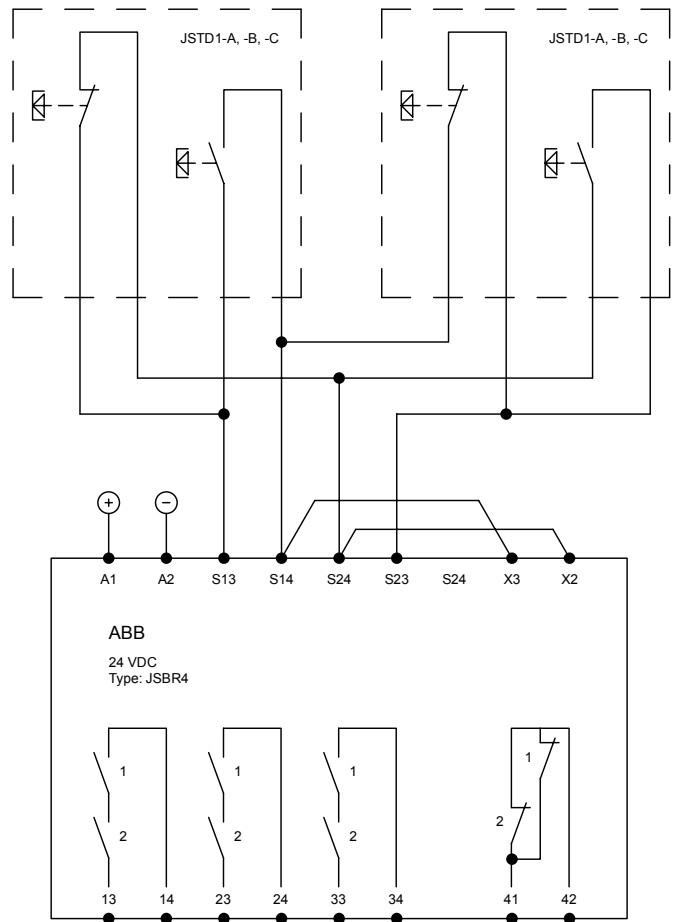 JSTD1-A, -B, -C
JSTD1-A, -B, -C
+
−
A1 A2 S13 S14 S24 S23 S24 X3 X2
ABB
24 VDC
Type: JSBR4
1 1 1 1
2 2 2 2
13 14 23 24 33 34 41 42